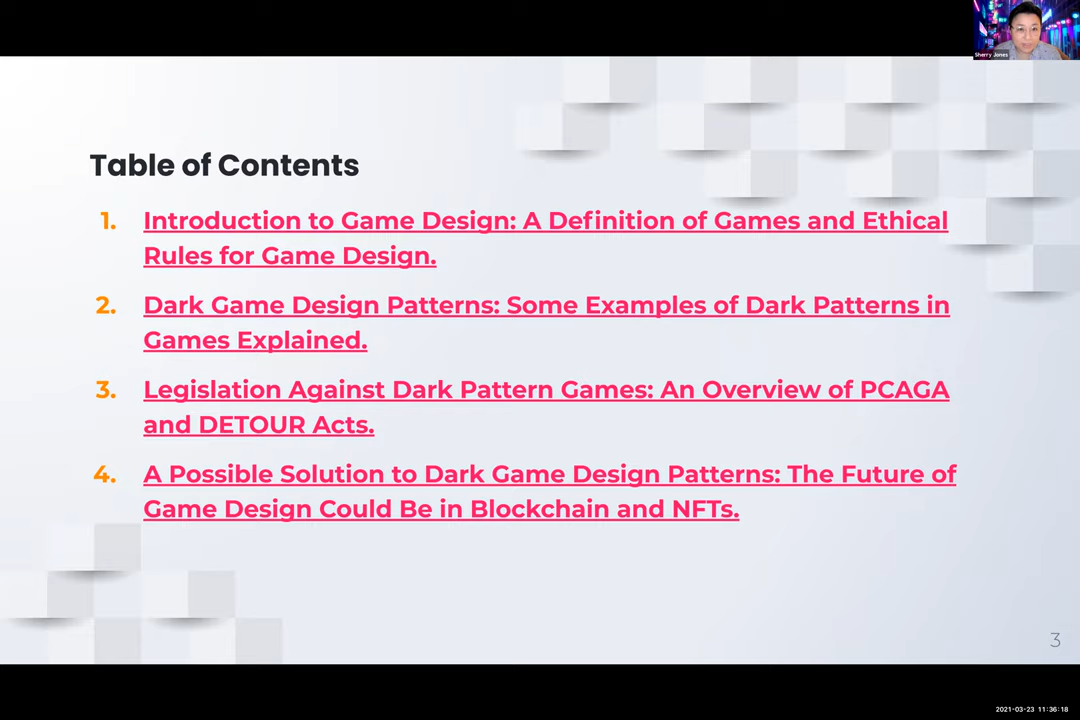 Sherry Jones
Table of Contents
1. Introduction to Game Design: A Definition of Games and Ethical
Rules for Game Design.
2. Dark Game Design Patterns: Some Examples of Dark Patterns in
Games Explained.
3. Legislation Against Dark Pattern Games: An Overview of PCAGA
and DETOUR Acts.
4. A Possible Solution to Dark Game Design Patterns: The Future of
Game Design Could Be in Blockchain and NFTs.
3
2021-03-23 11:36:18